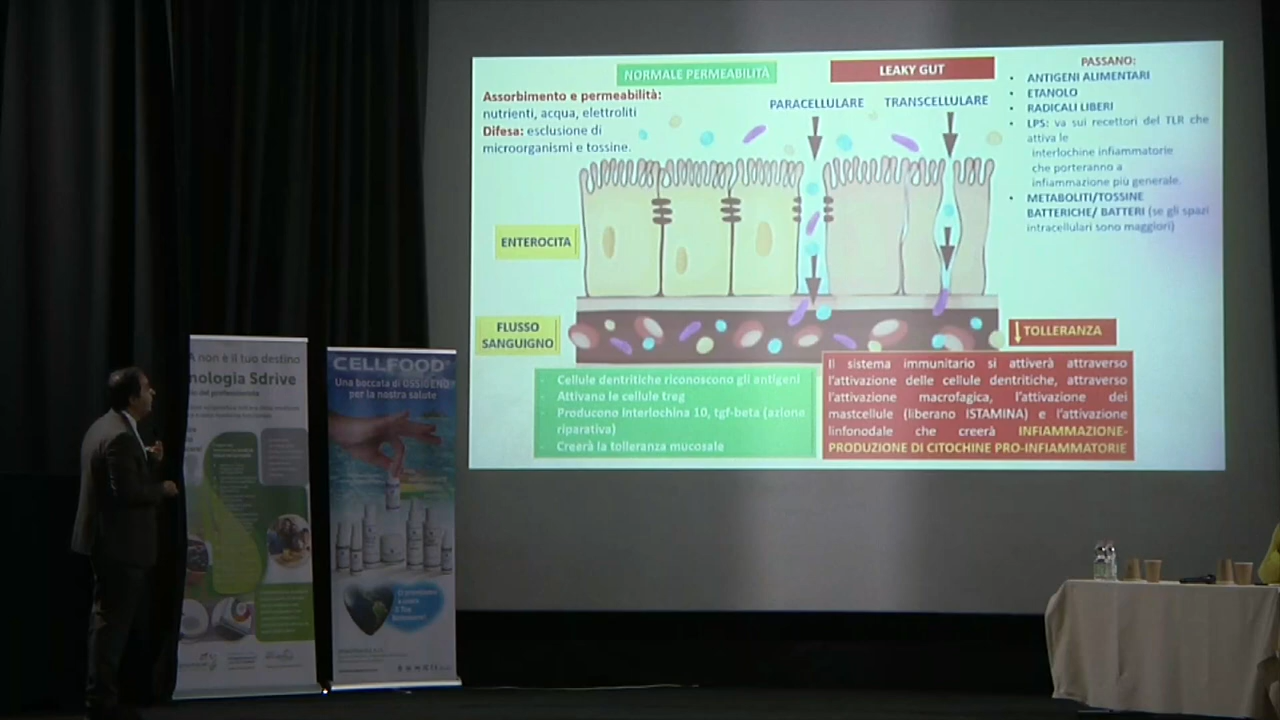 NORMALE PERMEABILITÀ
LEAKY GUT
Assorbimento e permeabilità:
nutrienti, acqua, elettroliti
Difesa: esclusione di
microorganismi e tossine.
PARACELLULARE
TRANSCELLULARE
PASSANO:
• ANTIGENI ALIMENTARI
• ETANOLO
• RADICALI LIBERI
• LPS: va sui recettori del TLR che
attiva le
interlochine infiammatorie
che porteranno a
infiammazione più generale.
• METABOLITI/TOSSINE
BATTERICHE/ BATTERI (se gli spazi
intracellulari sono maggiori)
ENTEROCITA
FLUSSO
SANGUIGNO
↓ TOLLERANZA
- Cellule dentritiche riconoscono gli antigeni
- Attivano le cellule treg
- Producono interlochina 10, tgf-beta (azione
riparativa)
- Creerà la tolleranza mucosale
Il sistema immunitario si attiverà attraverso
l'attivazione delle cellule dentritiche, attraverso
l'attivazione macrofagica, l'attivazione dei
mastcellule (liberano ISTAMINA) e l'attivazione
linfonodale che creerà INFIAMMAZIONE-
PRODUZIONE DI CITOCHINE PRO-INFIAMMATORIE
A non è il tuo destino
nologia Sdrive
CELLFOOD®
Una boccata di OSSIGENO
per la nostra salute